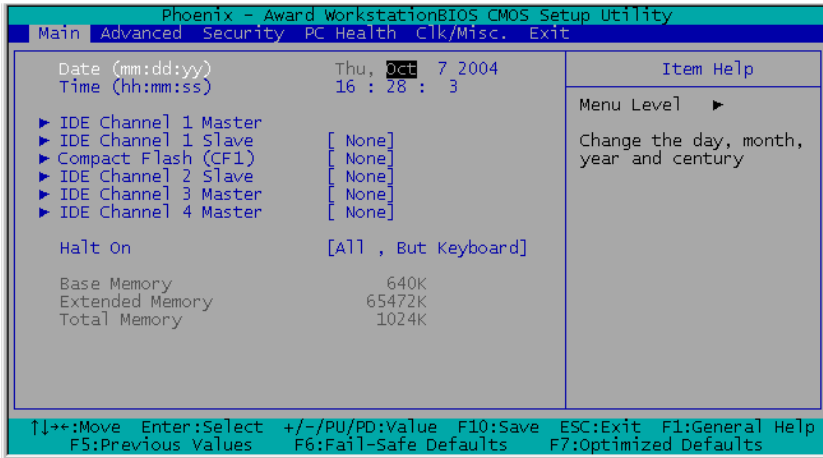 Phoenix - Award WorkstationBIOS CMOS Setup Utility
Main Advanced Security PC Health Clk/Misc. Exit
Date (mm:dd:yy) Thu, Oct 7 2004
Time (hh:mm:ss) 16 : 28 : 3
▶ IDE Channel 1 Master
▶ IDE Channel 1 Slave [ None]
▶ Compact Flash (CF1) [ None]
▶ IDE Channel 2 Slave [ None]
▶ IDE Channel 3 Master [ None]
▶ IDE Channel 4 Master [ None]
Halt On [All , But Keyboard]
Base Memory 640K
Extended Memory 65472K
Total Memory 1024K
Item Help
Menu Level ▶
Change the day, month,
year and century
↑↓→←:Move Enter:Select +/-/PU/PD:Value F10:Save ESC:Exit F1:General Help
F5:Previous Values F6:Fail-Safe Defaults F7:Optimized Defaults